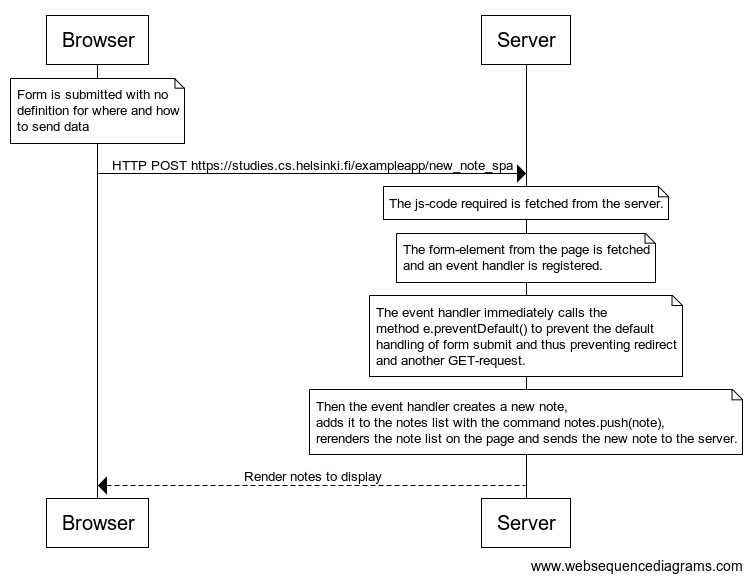 Browser
Server
Form is submitted with no
definition for where and how
to send data
HTTP POST https://studies.cs.helsinki.fi/exampleapp/new_note_spa
The js-code required is fetched from the server.
The form-element from the page is fetched
and an event handler is registered.
The event handler immediately calls the
method e.preventDefault() to prevent the default
handling of form submit and thus preventing redirect
and another GET-request.
Then the event handler creates a new note,
adds it to the notes list with the command notes.push(note),
rerenders the note list on the page and sends the new note to the server.
Render notes to display
Browser
Server
www.websequencediagrams.com